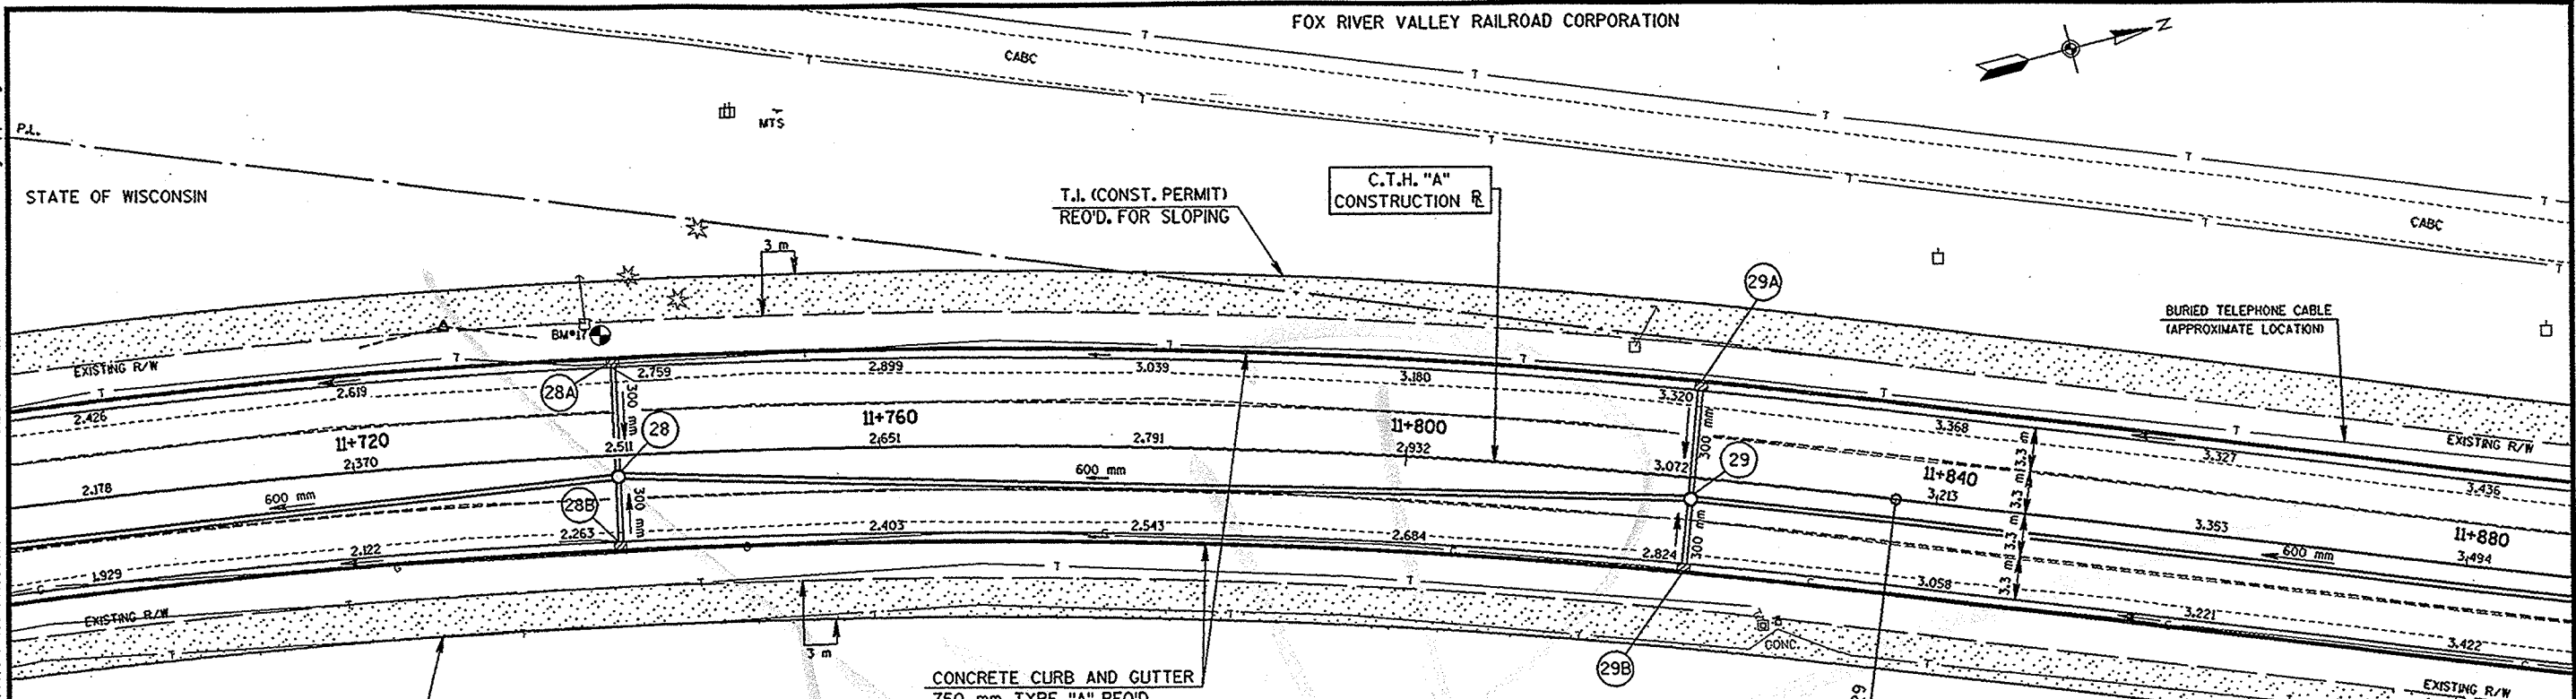 FOX RIVER VALLEY RAILROAD CORPORATION
N
T
T
T
T
T
T
T
T
T
T
T
T
CABC
CABC
MTS
P.L.
STATE OF WISCONSIN
T.I. (CONST. PERMIT)
REQ'D. FOR SLOPING
C.T.H. "A"
CONSTRUCTION
3 m
29A
BURIED TELEPHONE CABLE
(APPROXIMATE LOCATION)
BM#17
EXISTING R/W
EXISTING R/W
28A
2.426
2.619
2.759
2.899
3.039
3.180
3.320
3.368
3.327
3.436
300 mm
300 mm
3.3 m
3.3 m
3.3 m
3.3 m
11+720
11+760
11+800
11+840
11+880
28
29
2.178
2.370
2.511
2.651
2.791
2.932
3.072
3.213
3.353
3.494
600 mm
600 mm
600 mm
28B
300 mm
300 mm
1.929
2.122
2.263
2.403
2.543
2.684
2.824
3.058
3.221
3.422
G
G
G
G
G
EXISTING R/W
3 m
CONC.
29B
CONCRETE CURB AND GUTTER
750 mm TYPE "A" REQ'D
EXISTING R/W